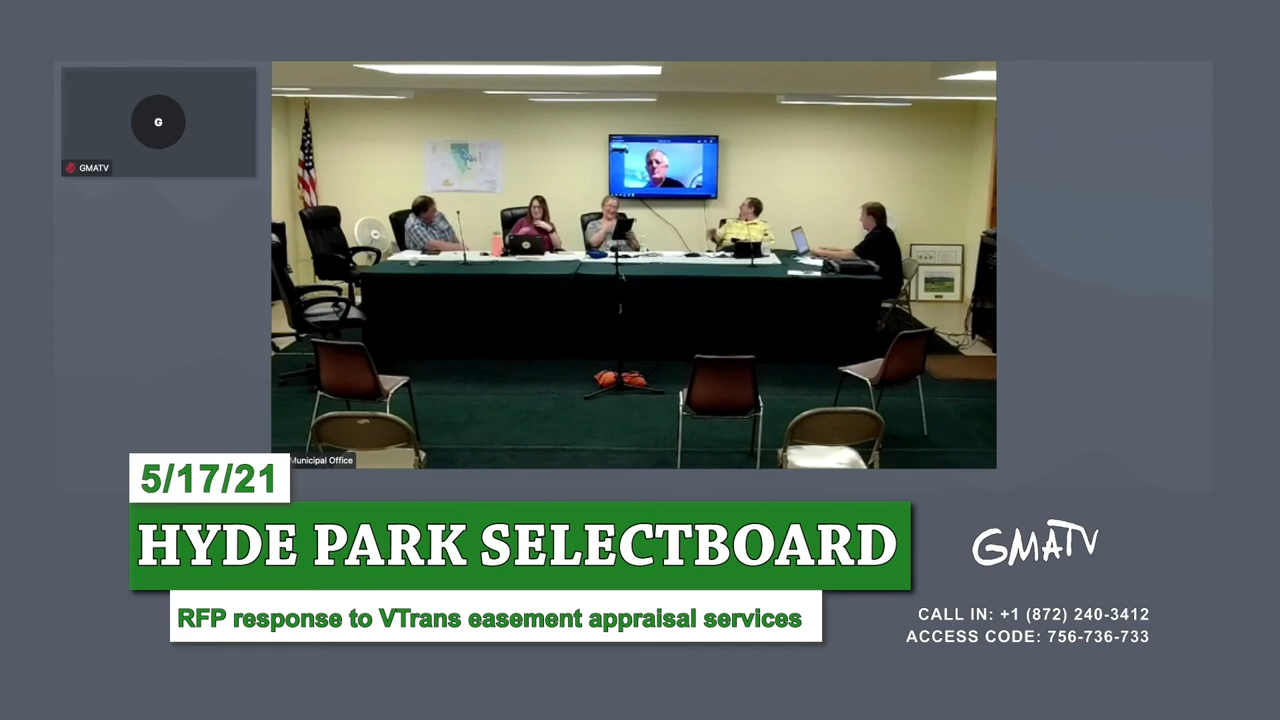 G
GMATV
Municipal Office
5/17/21
HYDE PARK SELECTBOARD
RFP response to VTrans easement appraisal services
GMATV
CALL IN: +1 (872) 240-3412
ACCESS CODE: 756-736-733